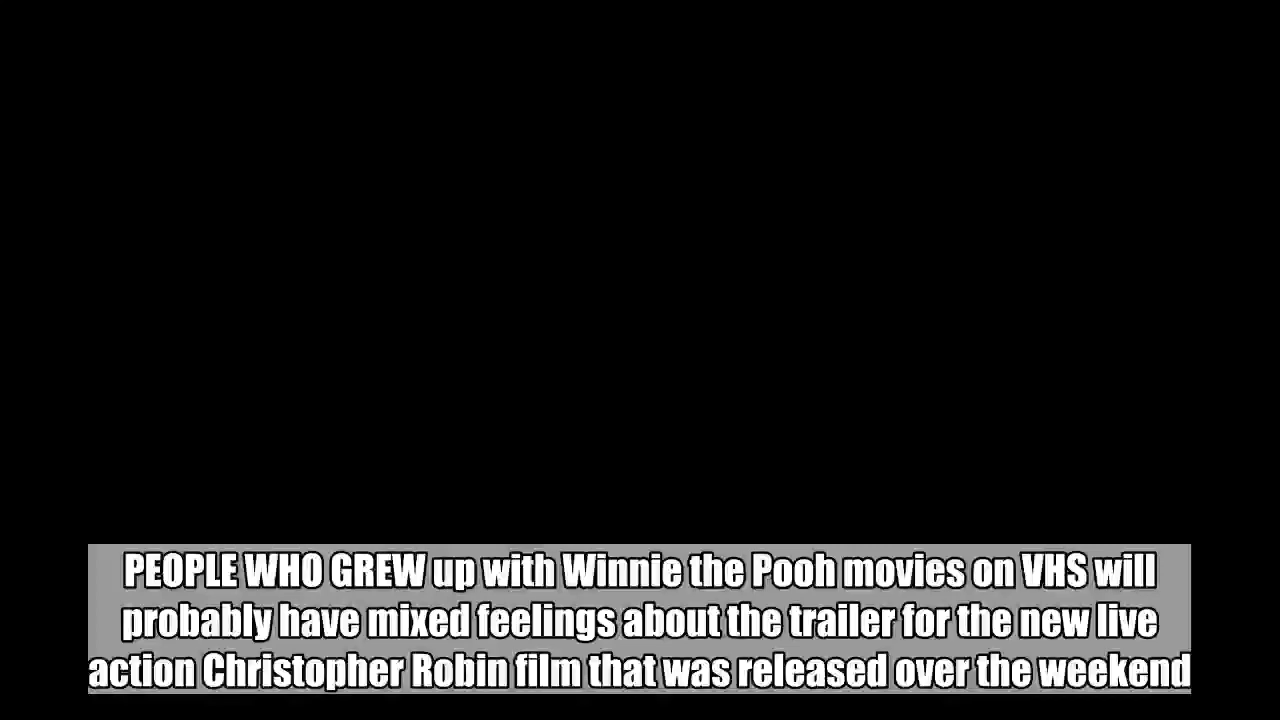 PEOPLE WHO GREW up with Winnie the Pooh movies on VHS will
probably have mixed feelings about the trailer for the new live
action Christopher Robin film that was released over the weekend